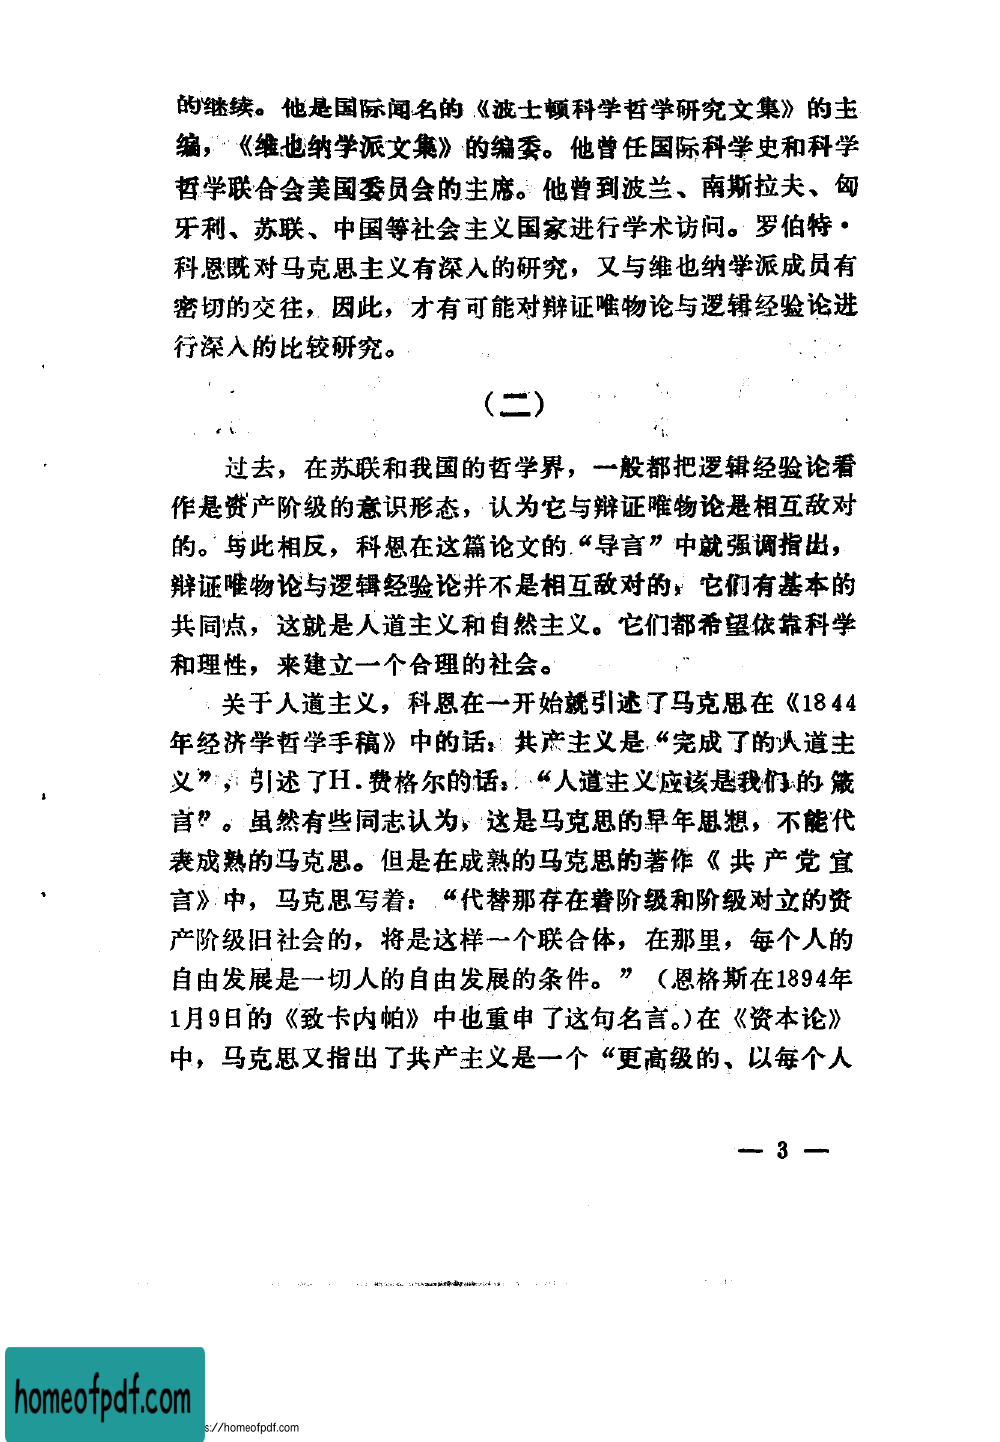 的继续。他是国际闻名的《波士顿科学哲学研究文集》的主
编，《维也纳学派文集》的编委。他曾任国际科学史和科学
哲学联合会美国委员会的主席。他曾到波兰、南斯拉夫、匈
牙利、苏联、中国等社会主义国家进行学术访问。罗伯特·
科恩既对马克思主义有深入的研究，又与维也纳学派成员有
密切的交往，因此，才有可能对辩证唯物论与逻辑经验论进
行深入的比较研究。
（二）
过去，在苏联和我国的哲学界，一般都把逻辑经验论看
作是资产阶级的意识形态，认为它与辩证唯物论是相互敌对
的。与此相反，科恩在这篇论文的“导言”中就强调指出，
辩证唯物论与逻辑经验论并不是相互敌对的，它们有基本的
共同点，这就是人道主义和自然主义。它们都希望依靠科学
和理性，来建立一个合理的社会。
关于人道主义，科恩在一开始就引述了马克思在《1844
年经济学哲学手稿》中的话：共产主义是“完成了的人道主
义”，引述了H.费格尔的话：“人道主义应该是我们的箴
言”。虽然有些同志认为，这是马克思的早年思想，不能代
表成熟的马克思。但是在成熟的马克思的著作《共产党宣
言》中，马克思写着：“代替那存在着阶级和阶级对立的资
产阶级旧社会的，将是这样一个联合体，在那里，每个人的
自由发展是一切人的自由发展的条件。”（恩格斯在1894年
1月9日的《致卡内帕》中也重申了这句名言。）在《资本论》
中，马克思又指出了共产主义是一个“更高级的、以每个人
— 3 —
homeofpdf.com
s://homeofpdf.com